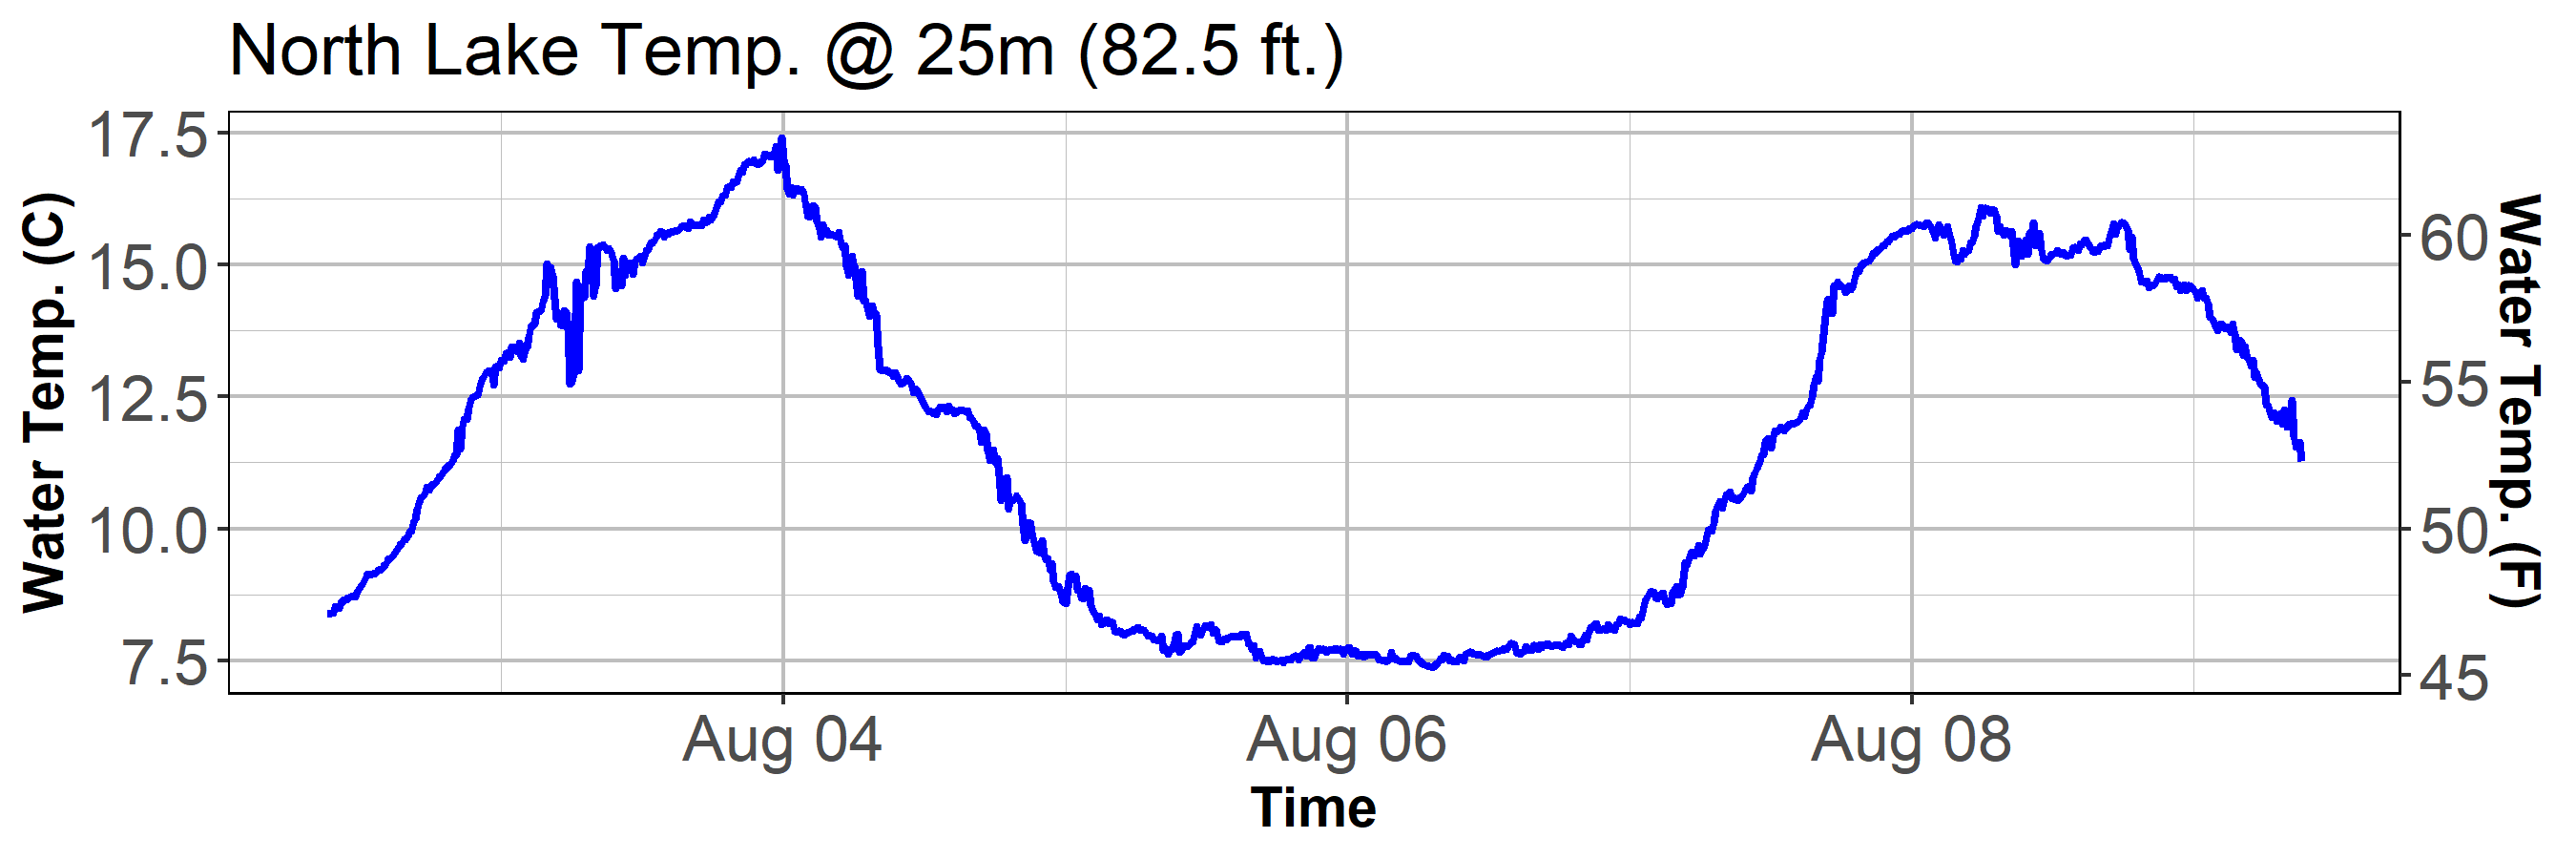 North Lake Temp. @ 25m (82.5 ft.)
Water Temp. (C)
17.5
15.0
12.5
10.0
7.5
60
55
50
45
Water Temp. (F)
Aug 04
Aug 06
Aug 08
Time